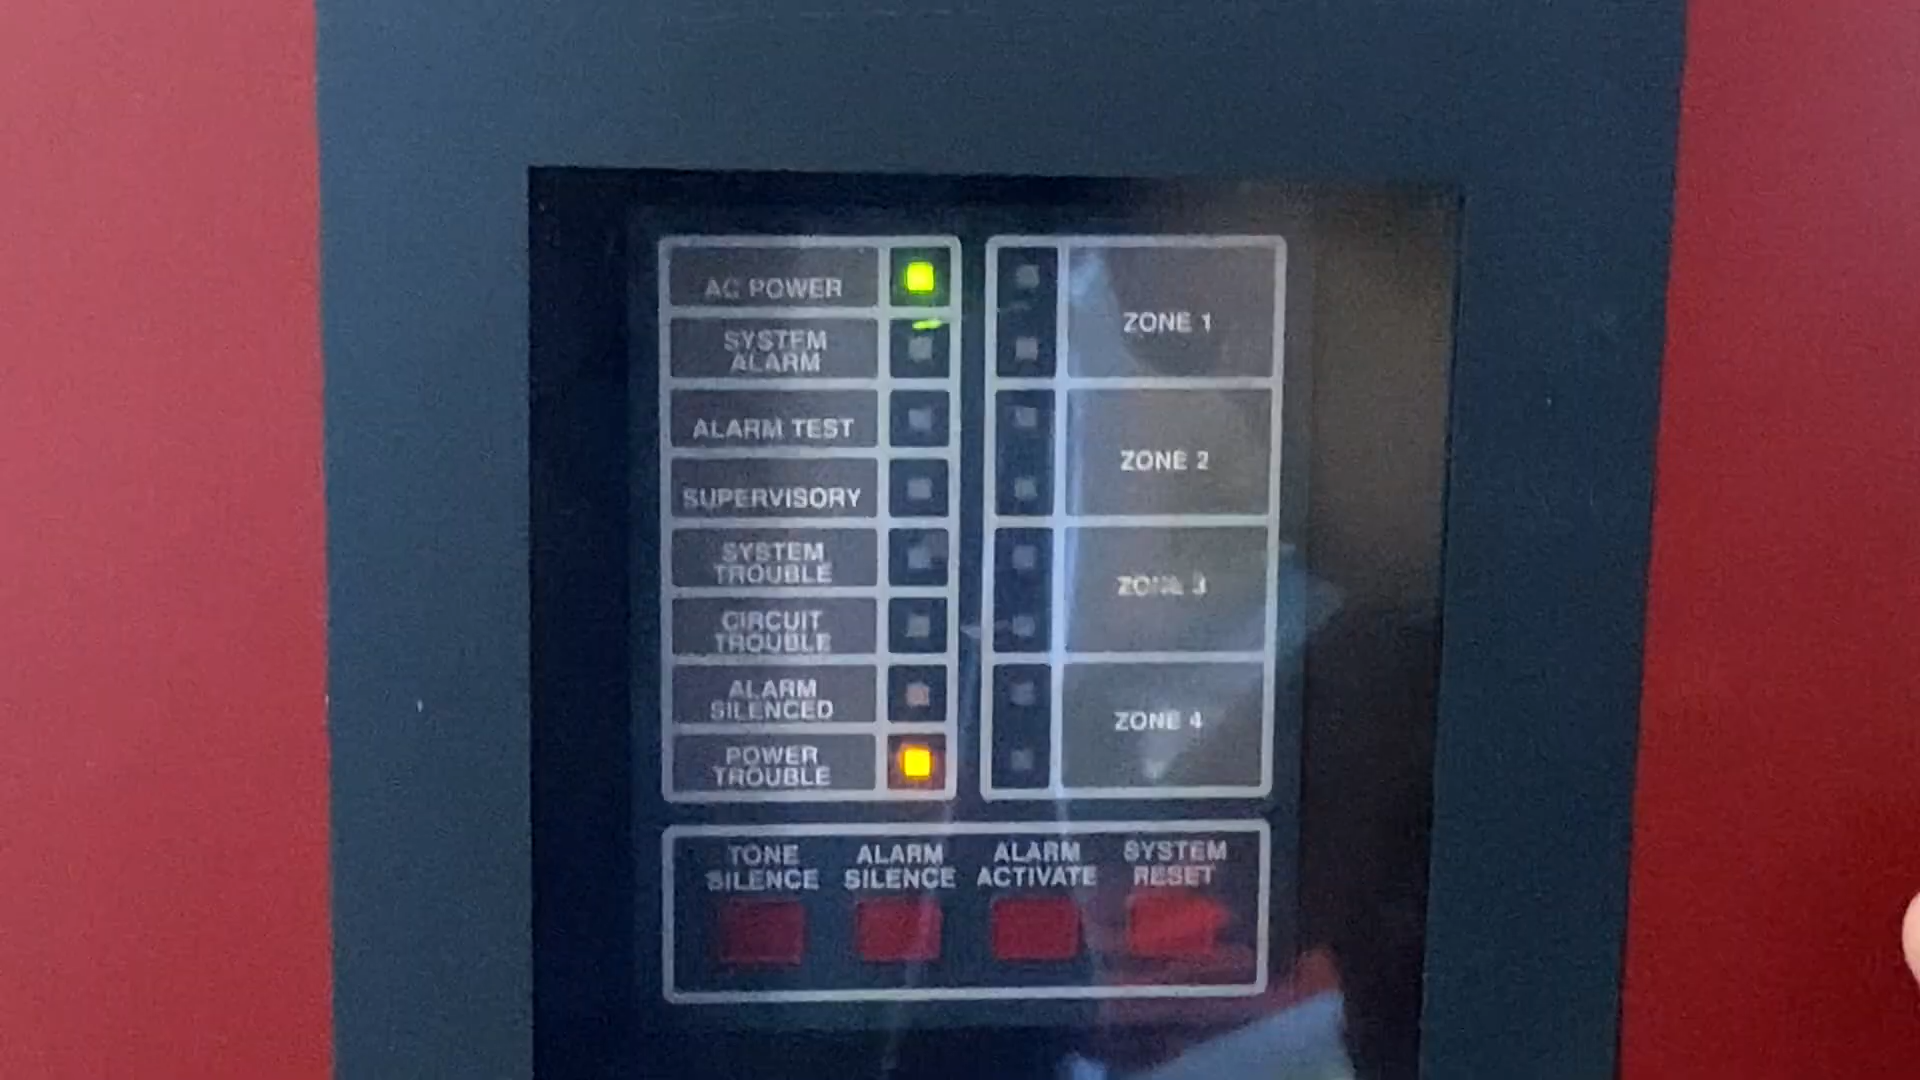 AC POWER
SYSTEM
ALARM
ALARM TEST
SUPERVISORY
SYSTEM
TROUBLE
CIRCUIT
TROUBLE
ALARM
SILENCED
POWER
TROUBLE
ZONE 1
ZONE 2
ZONE 3
ZONE 4
TONE
SILENCE
ALARM
SILENCE
ALARM
ACTIVATE
SYSTEM
RESET